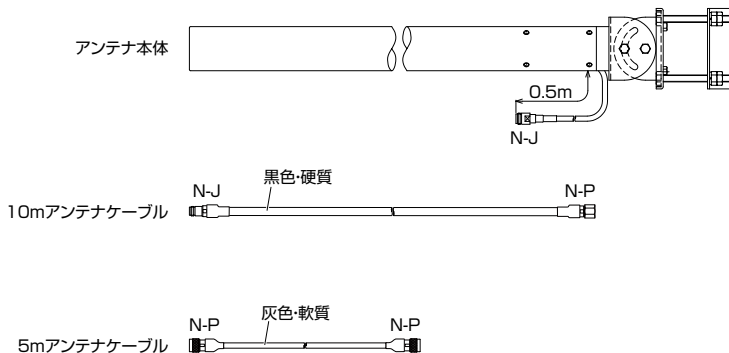 アンテナ本体
0.5m
N-J
N-J
黒色・硬質
N-P
10mアンテナケーブル
N-P
灰色・軟質
N-P
5mアンテナケーブル